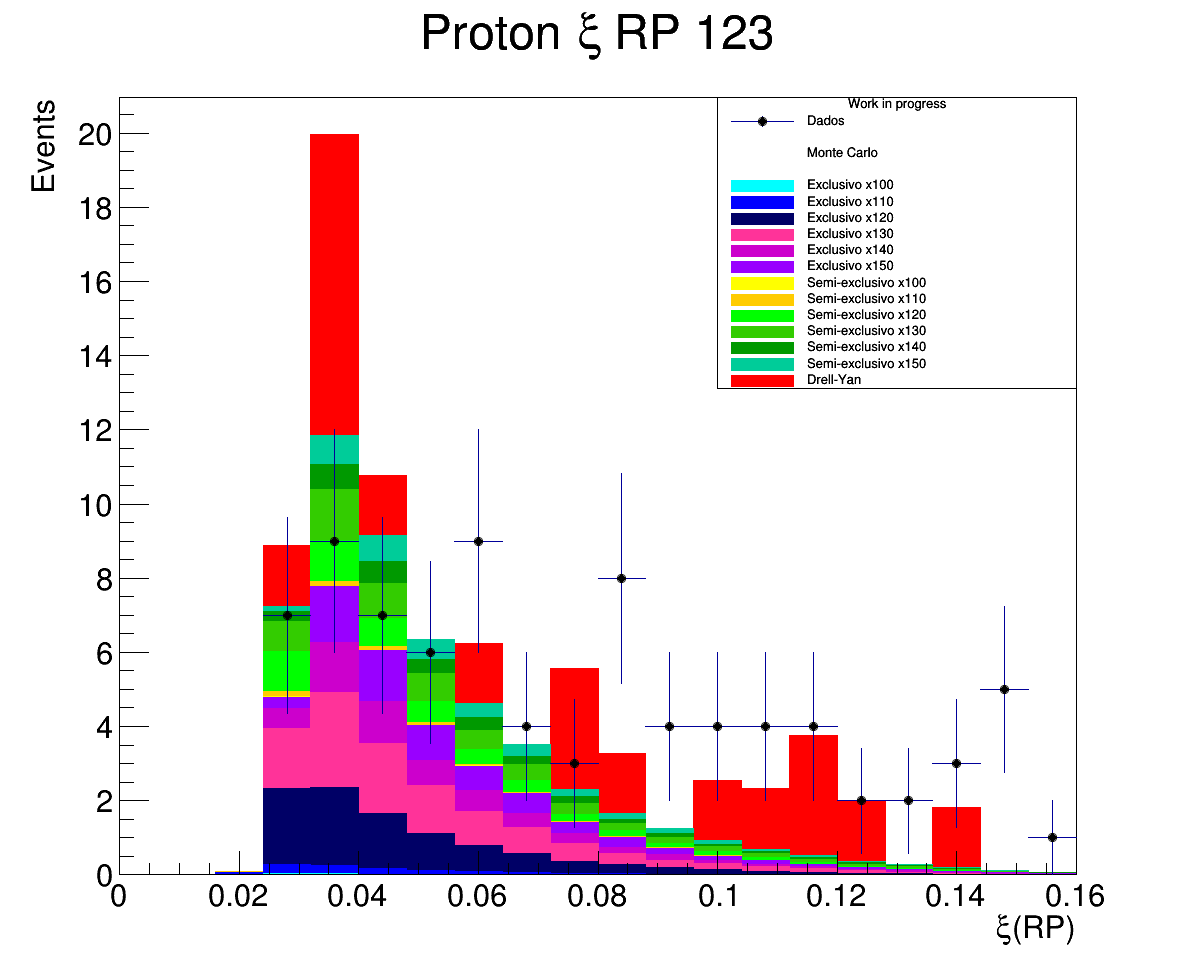 Proton ξ RP 123
Events
Work in progress
Dados
Monte Carlo
Exclusivo x100
Exclusivo x110
Exclusivo x120
Exclusivo x130
Exclusivo x140
Exclusivo x150
Semi-exclusivo x100
Semi-exclusivo x110
Semi-exclusivo x120
Semi-exclusivo x130
Semi-exclusivo x140
Semi-exclusivo x150
Drell-Yan
20
18
16
14
12
10
8
6
4
2
0
0 0.02 0.04 0.06 0.08 0.1 0.12 0.14 0.16
ξ(RP)